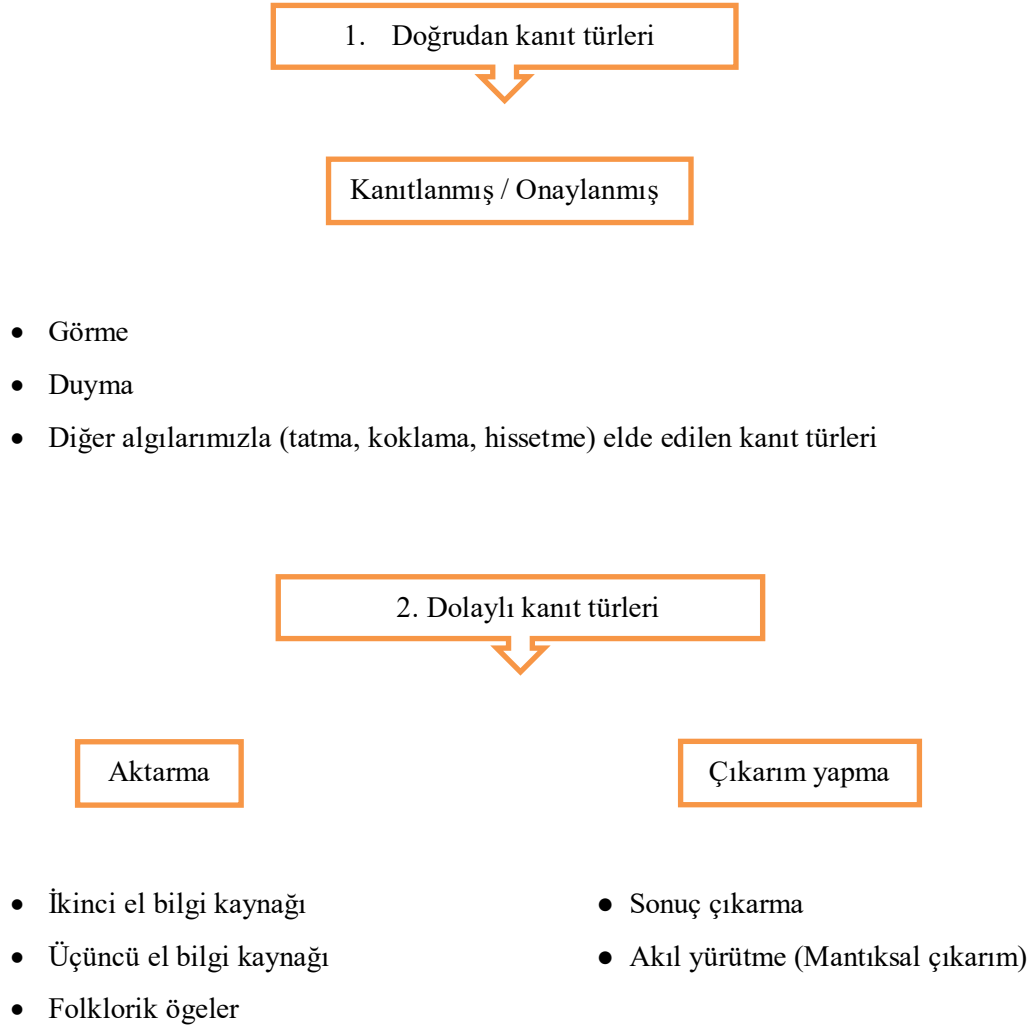 1. Doğrudan kanıt türleri
Kanıtlanmış / Onaylanmış
• Görme
• Duyma
• Diğer algılarımızla (tatma, koklama, hissetme) elde edilen kanıt türleri
2. Dolaylı kanıt türleri
Aktarma
Çıkarım yapma
• İkinci el bilgi kaynağı
• Üçüncü el bilgi kaynağı
• Folklorik ögeler
● Sonuç çıkarma
● Akıl yürütme (Mantıksal çıkarım)